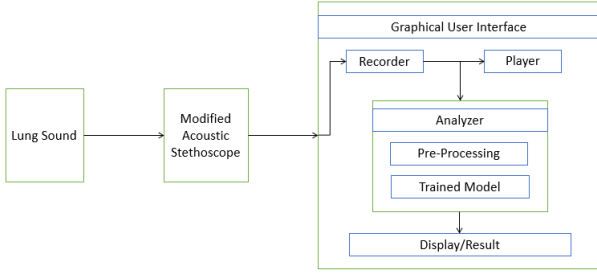 Graphical User Interface
Recorder
Player
Lung Sound
Modified
Acoustic
Stethoscope
Analyzer
Pre-Processing
Trained Model
Display/Result